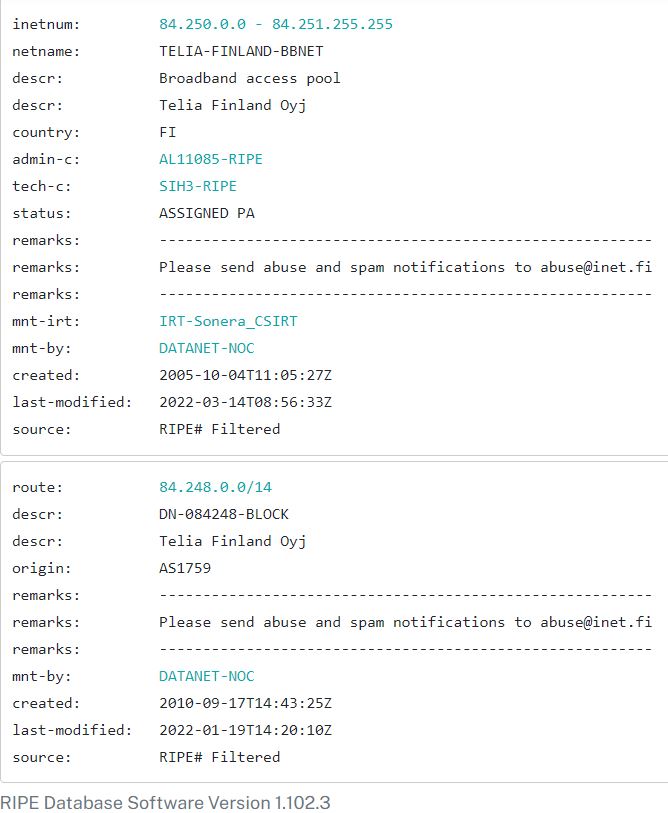 inetnum: 84.250.0.0 - 84.251.255.255
netname: TELIA-FINLAND-BBNET
descr: Broadband access pool
descr: Telia Finland Oyj
country: FI
admin-c: AL11085-RIPE
tech-c: SIH3-RIPE
status: ASSIGNED PA
remarks: ---------------------------------------------------------
remarks: Please send abuse and spam notifications to abuse@inet.fi
remarks: ---------------------------------------------------------
mnt-irt: IRT-Sonera_CSIRT
mnt-by: DATANET-NOC
created: 2005-10-04T11:05:27Z
last-modified: 2022-03-14T08:56:33Z
source: RIPE# Filtered
route: 84.248.0.0/14
descr: DN-084248-BLOCK
descr: Telia Finland Oyj
origin: AS1759
remarks: ---------------------------------------------------------
remarks: Please send abuse and spam notifications to abuse@inet.fi
remarks: ---------------------------------------------------------
mnt-by: DATANET-NOC
created: 2010-09-17T14:43:25Z
last-modified: 2022-01-19T14:20:10Z
source: RIPE# Filtered
RIPE Database Software Version 1.102.3